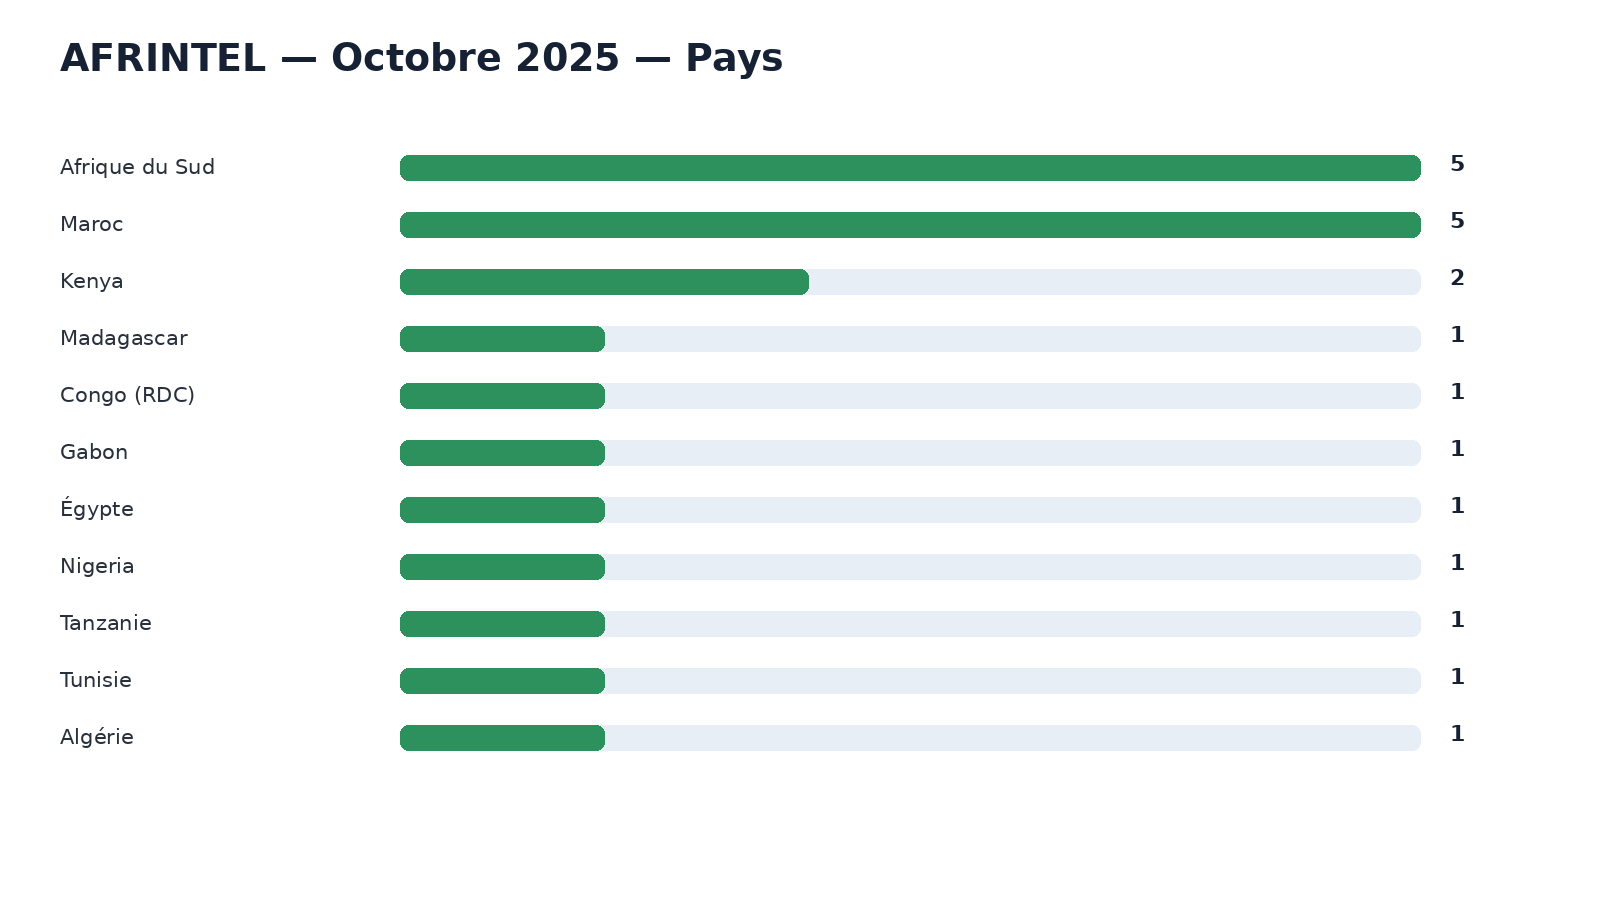 AFRINTEL — Octobre 2025 — Pays
Afrique du Sud 5
Maroc 5
Kenya 2
Madagascar 1
Congo (RDC) 1
Gabon 1
Égypte 1
Nigeria 1
Tanzanie 1
Tunisie 1
Algérie 1